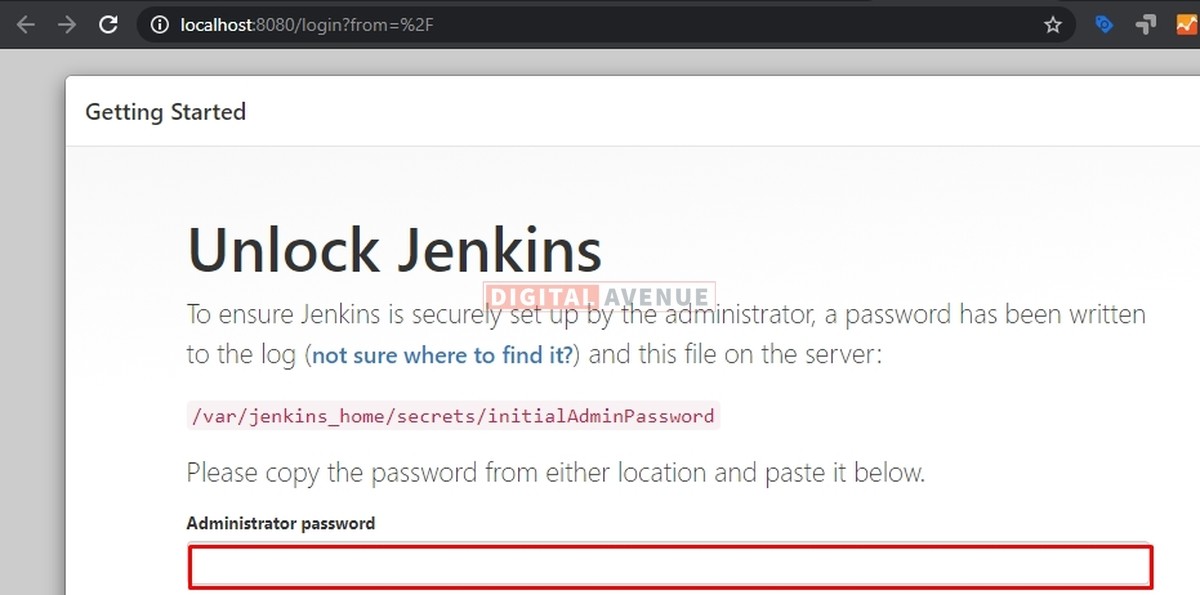 localhost:8080/login?from=%2F
Getting Started
Unlock Jenkins
DIGITAL AVENUE
To ensure Jenkins is securely set up by the administrator, a password has been written
to the log (not sure where to find it?) and this file on the server:
/var/jenkins_home/secrets/initialAdminPassword
Please copy the password from either location and paste it below.
Administrator password